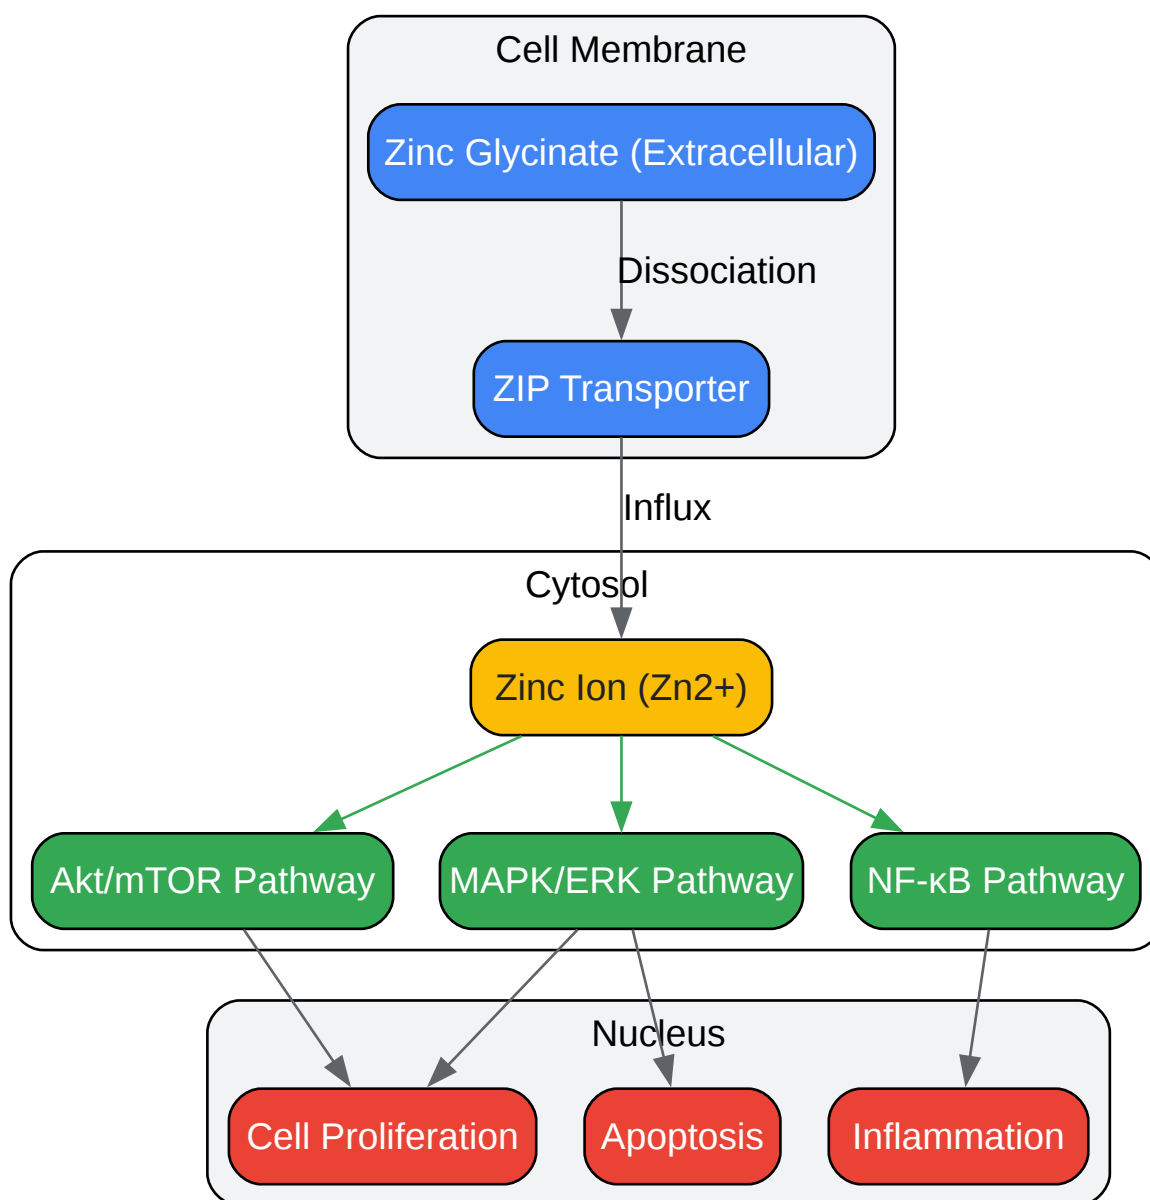 Cell Membrane
Zinc Glycinate (Extracellular)
Dissociation
ZIP Transporter
Influx
Cytosol
Zinc Ion (Zn2+)
Akt/mTOR Pathway
MAPK/ERK Pathway
NF-κB Pathway
Nucleus
Cell Proliferation
Apoptosis
Inflammation